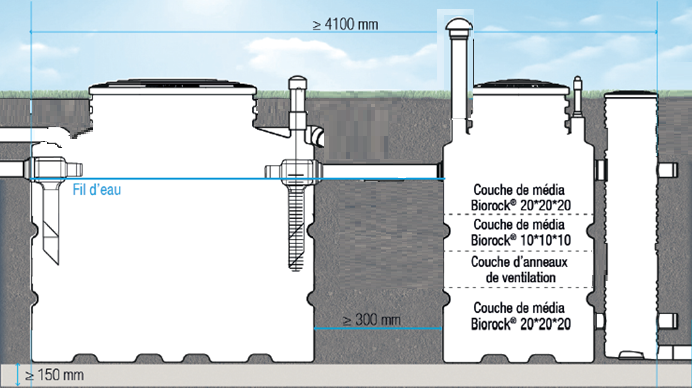 ≥ 4100 mm
Fil d'eau
Couche de média
Biorock® 20*20*20
Couche de média
Biorock® 10*10*10
Couche d'anneaux
de ventilation
≥ 300 mm
Couche de média
Biorock® 20*20*20
≥ 150 mm